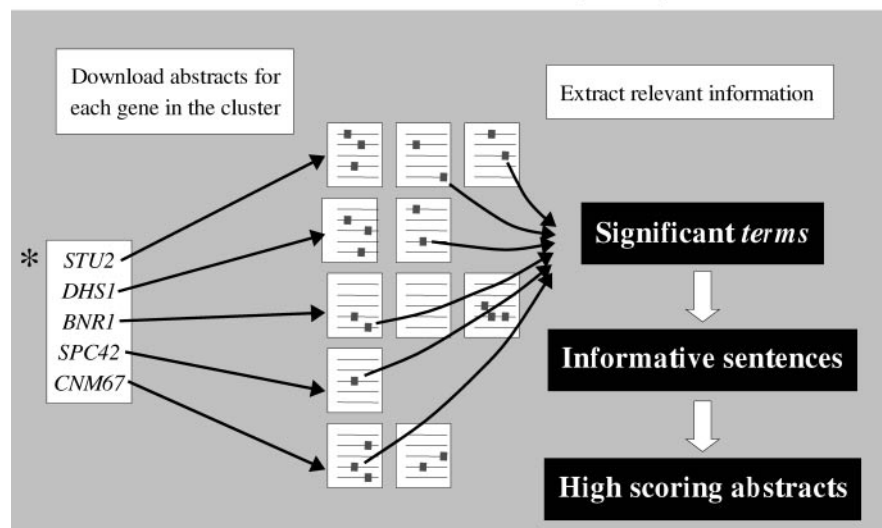 Download abstracts for
each gene in the cluster
Extract relevant information
*
STU2
DHS1
BNR1
SPC42
CNM67
Significant terms
Informative sentences
High scoring abstracts